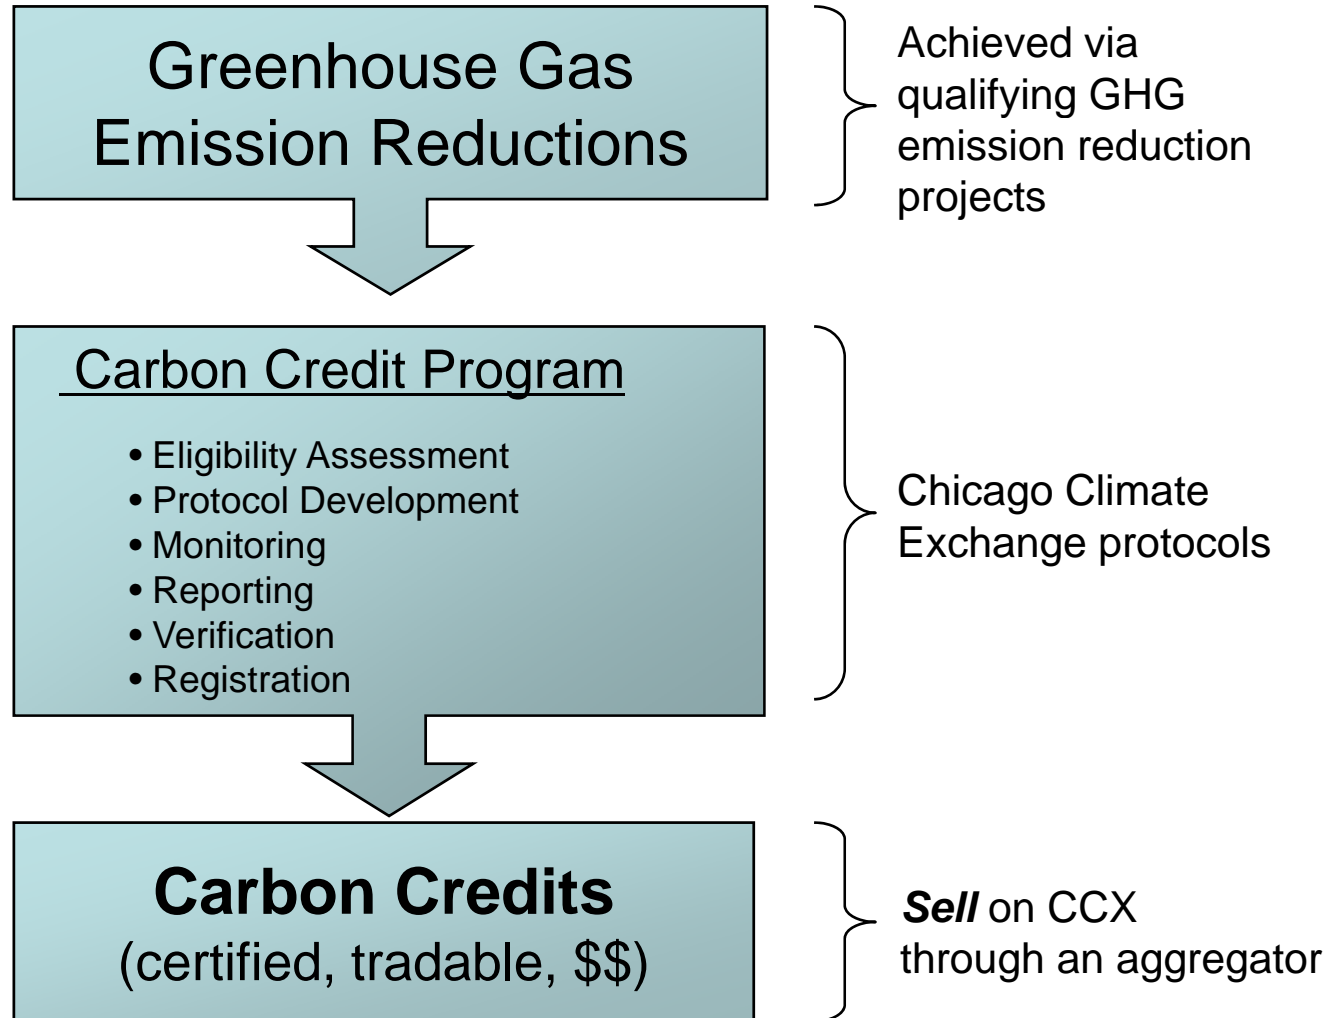 Greenhouse Gas
Emission Reductions
Achieved via
qualifying GHG
emission reduction
projects
Carbon Credit Program
• Eligibility Assessment
• Protocol Development
• Monitoring
• Reporting
• Verification
• Registration
Chicago Climate
Exchange protocols
Carbon Credits
(certified, tradable, $$)
Sell on CCX
through an aggregator